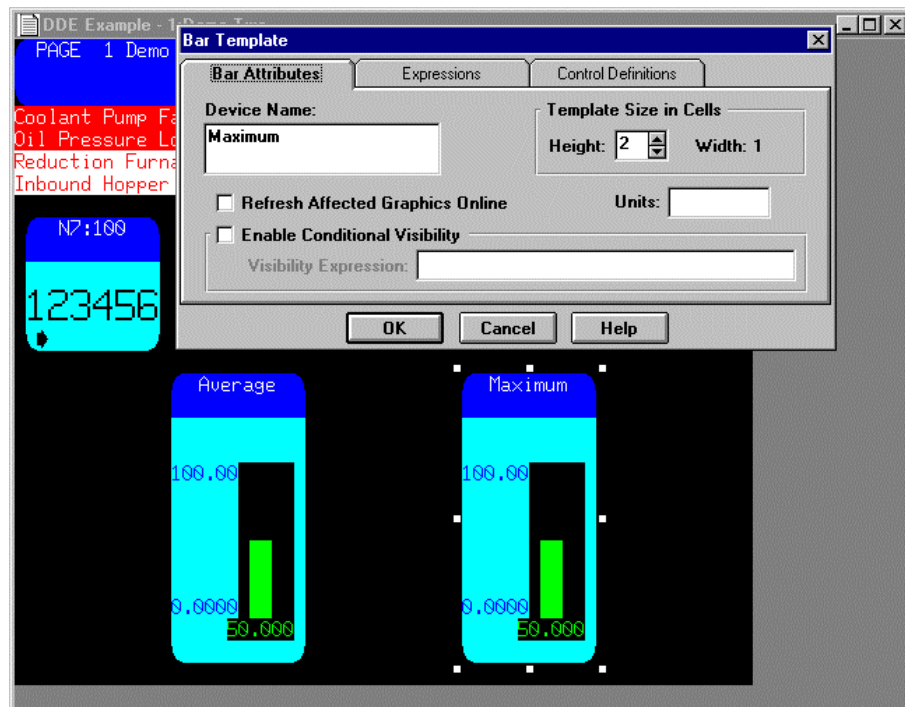 DDE Example - 1:Demo
PAGE 1 Demo
Bar Template
Bar Attributes
Expressions
Control Definitions
Device Name:
Maximum
Template Size in Cells
Height: 2
Width: 1
Refresh Affected Graphics Online
Units:
Enable Conditional Visibility
Visibility Expression:
OK
Cancel
Help
Coolant Pump
Oil Pressure
Reduction
Inbound Hopper
N7:100
123456
Average
Maximum
100.00
100.00
0.0000
0.0000
50.000
50.000